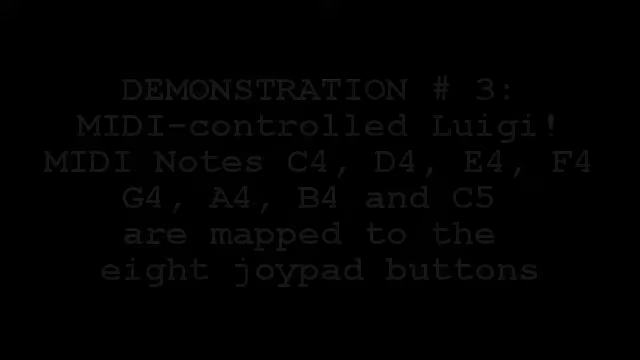 DEMONSTRATION # 3:
MIDI-controlled Luigi!
MIDI Notes C4, D4, E4, F4
G4, A4, B4 and C5
are mapped to the
eight joypad buttons